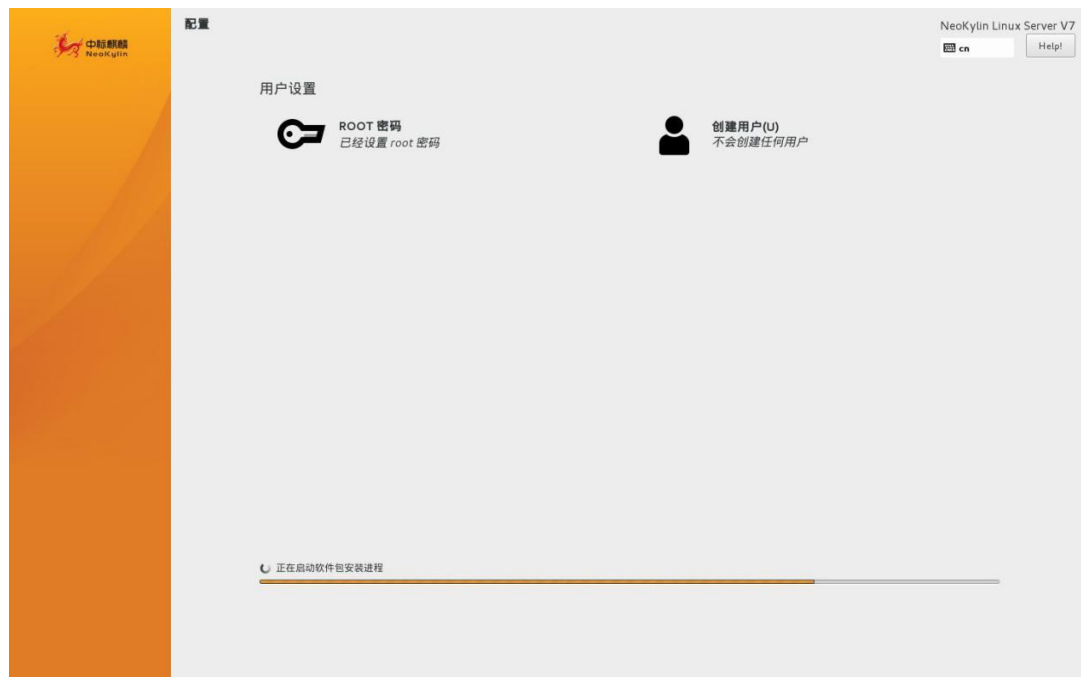 中标麒麟
NeoKylin
配置
NeoKylin Linux Server V7
cn
Help!
用户设置
ROOT 密码
已经设置 root 密码
创建用户(U)
不会创建任何用户
正在启动软件包安装进程